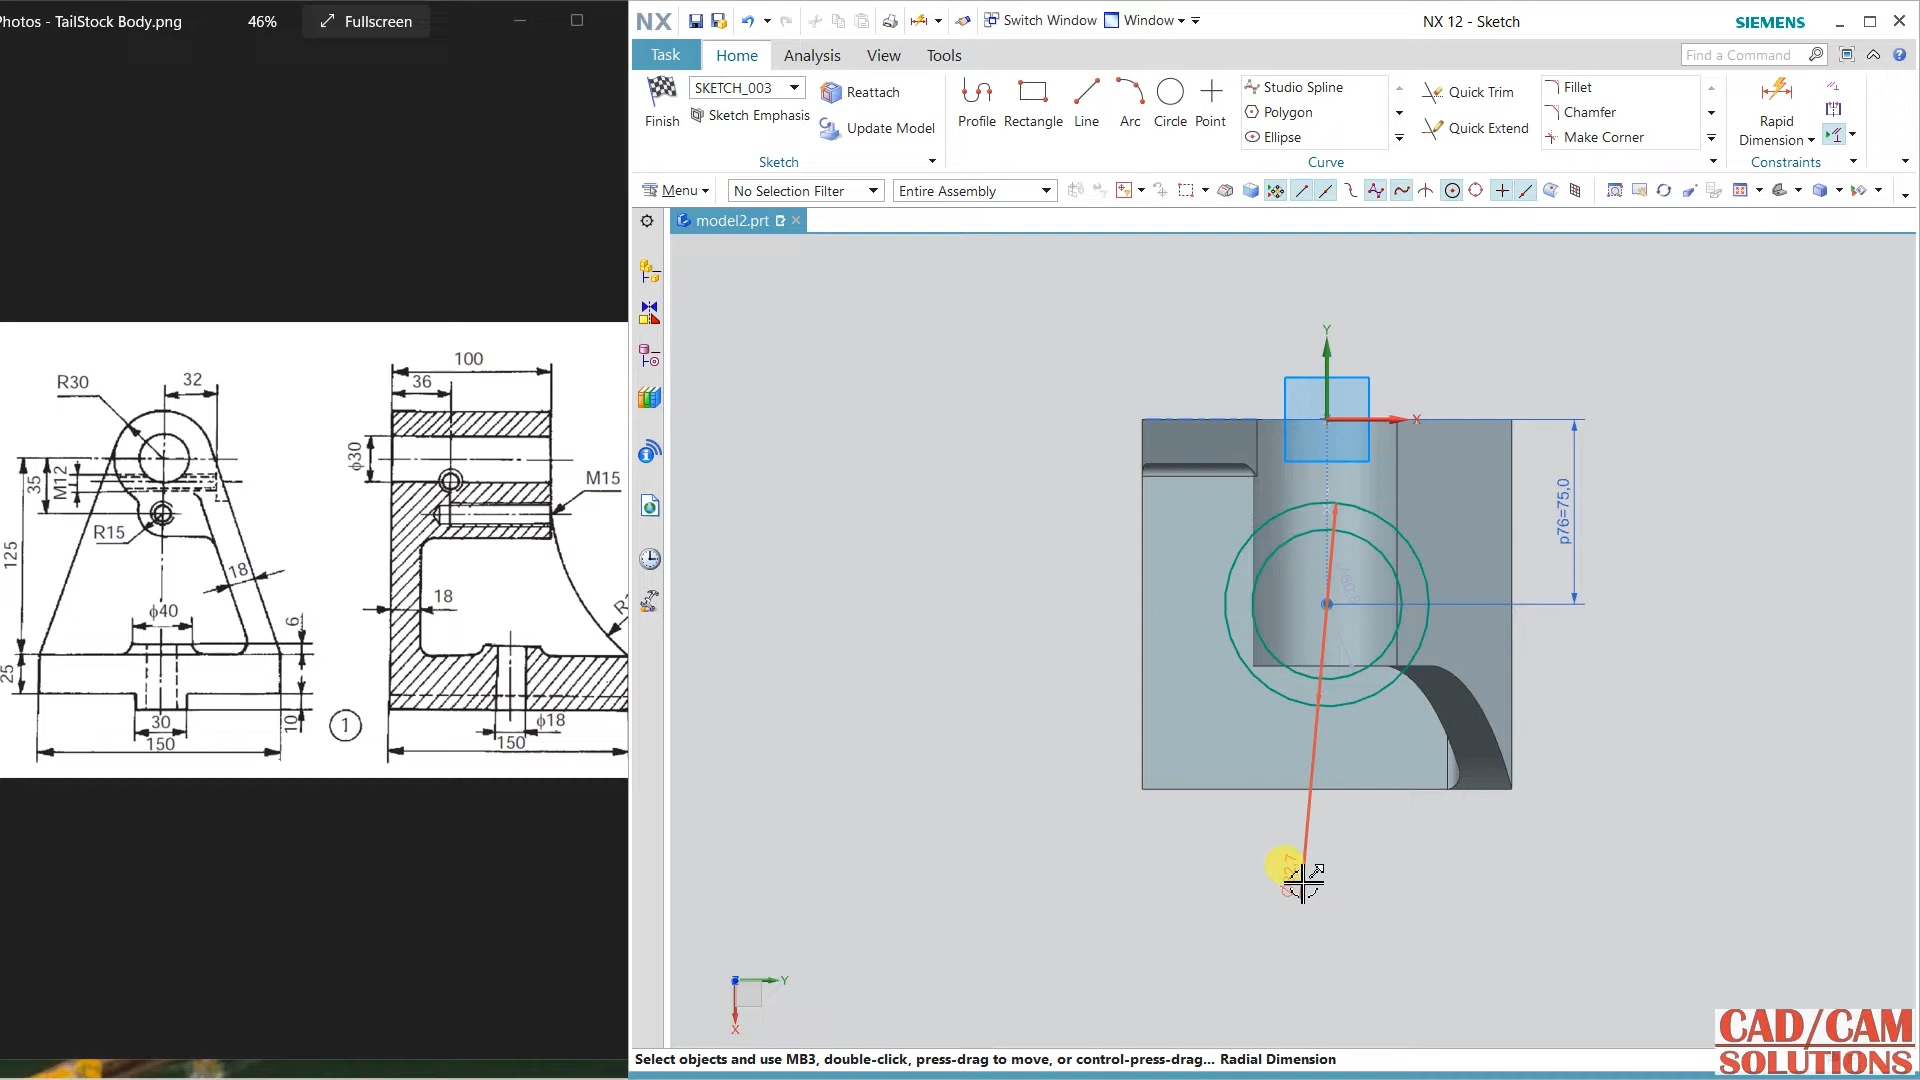 hotos - TailStock Body.png
46%
Fullscreen
NX
Switch Window
Window
NX 12 - Sketch
SIEMENS
Task
Home
Analysis
View
Tools
Find a Command
SKETCH_003
Reattach
Sketch Emphasis
Update Model
Finish
Profile
Rectangle
Line
Arc
Circle
Point
Studio Spline
Polygon
Ellipse
Quick Trim
Quick Extend
Fillet
Chamfer
Make Corner
Rapid
Dimension
Sketch
Curve
Constraints
Menu
No Selection Filter
Entire Assembly
model2.prt
R30
32
35
M12
R15
125
18
ϕ40
6
25
30
10
150
1
100
36
ϕ30
M15
18
R
ϕ18
150
Y
X
p76=75,0
Y
X
Select objects and use MB3, double-click, press-drag to move, or control-press-drag... Radial Dimension
CAD/CAM
SOLUTIONS